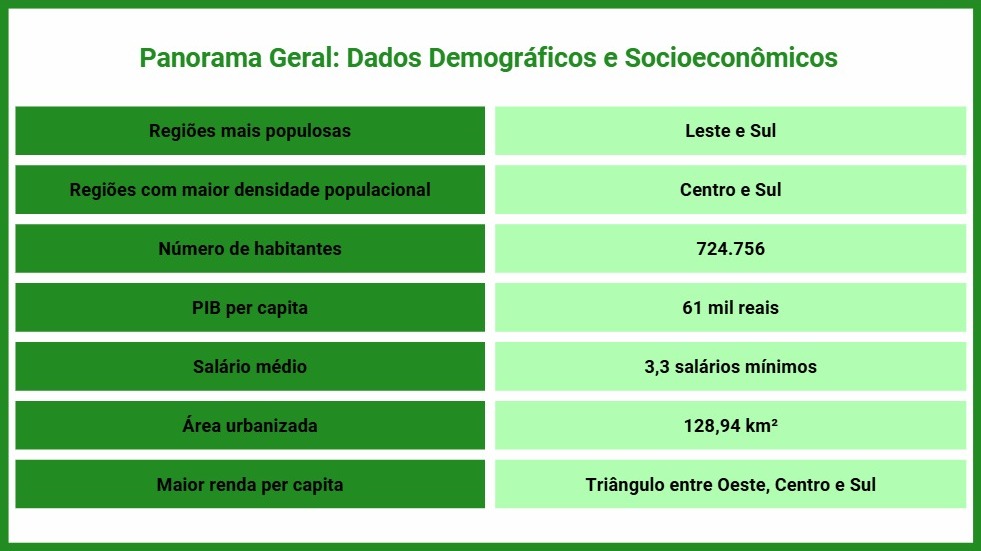 Panorama Geral: Dados Demográficos e Socioeconômicos
Regiões mais populosas
Leste e Sul
Regiões com maior densidade populacional
Centro e Sul
Número de habitantes
724.756
PIB per capita
61 mil reais
Salário médio
3,3 salários mínimos
Área urbanizada
128,94 km²
Maior renda per capita
Triângulo entre Oeste, Centro e Sul